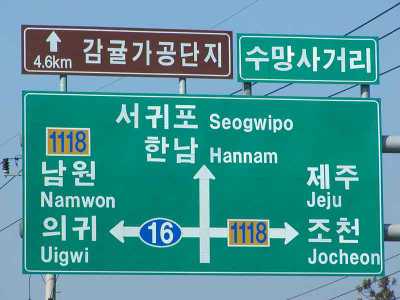 4.6km 감귤가공단지
수망사거리
서귀포 Seogwipo
한남 Hannam
1118
남원
Namwon
의귀
Uigwi
제주
Jeju
조천
Jocheon
16
1118